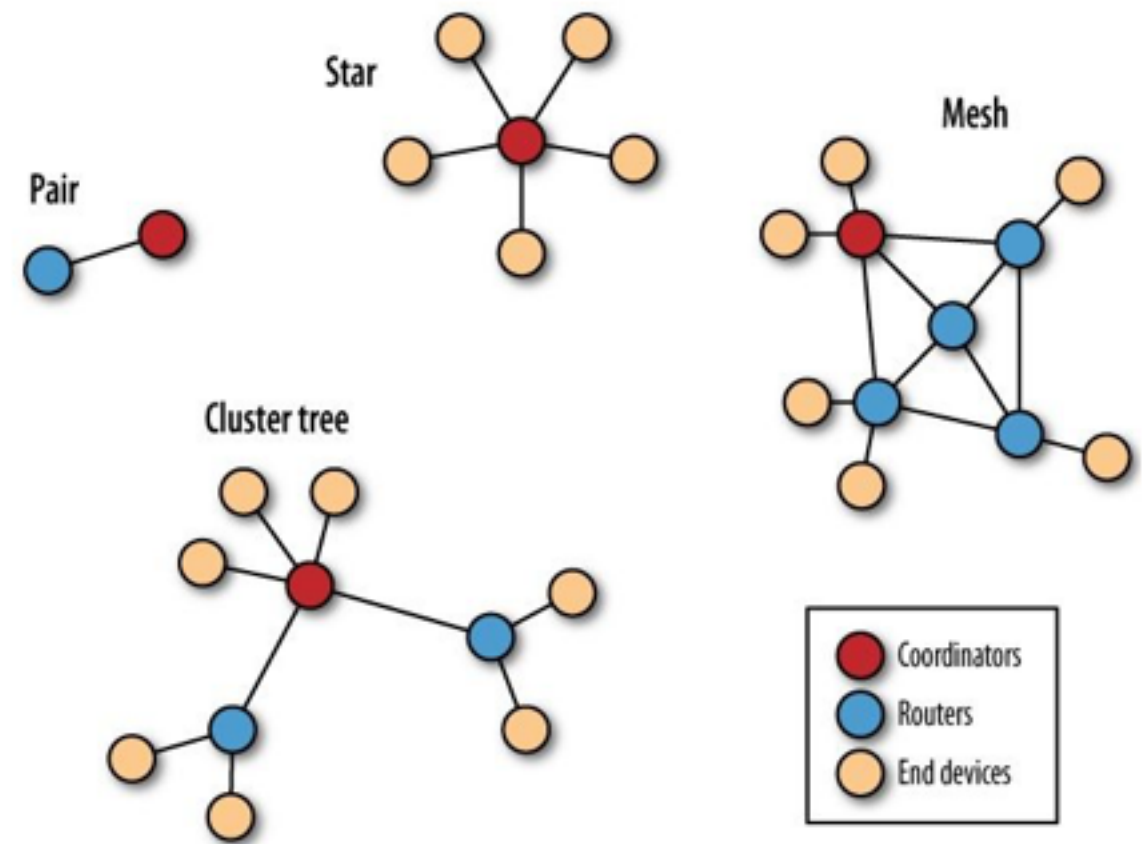 Star
Mesh
Pair
Cluster tree
Coordinators
Routers
End devices